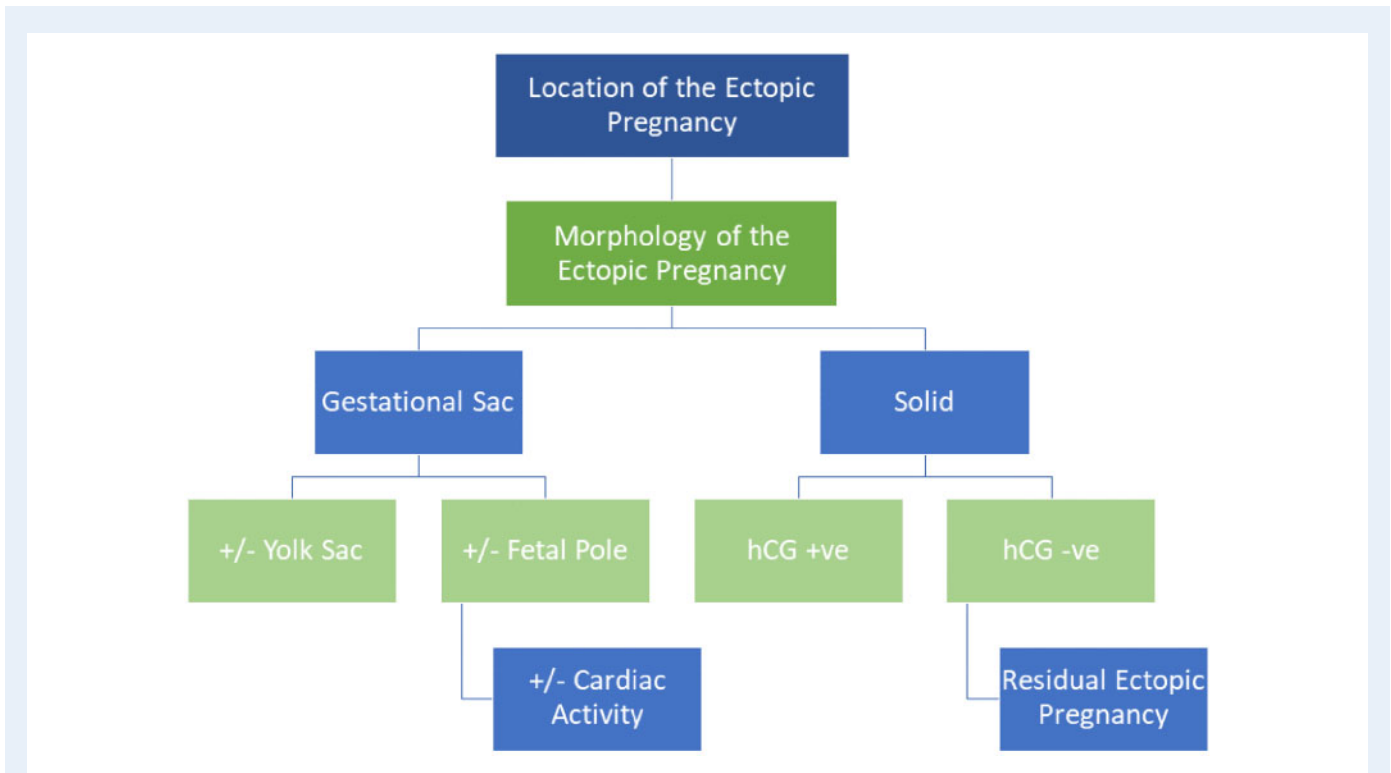 Location of the Ectopic
Pregnancy
Morphology of the
Ectopic Pregnancy
Gestational Sac
Solid
+/- Yolk Sac
+/- Fetal Pole
hCG +ve
hCG -ve
+/- Cardiac
Activity
Residual Ectopic
Pregnancy